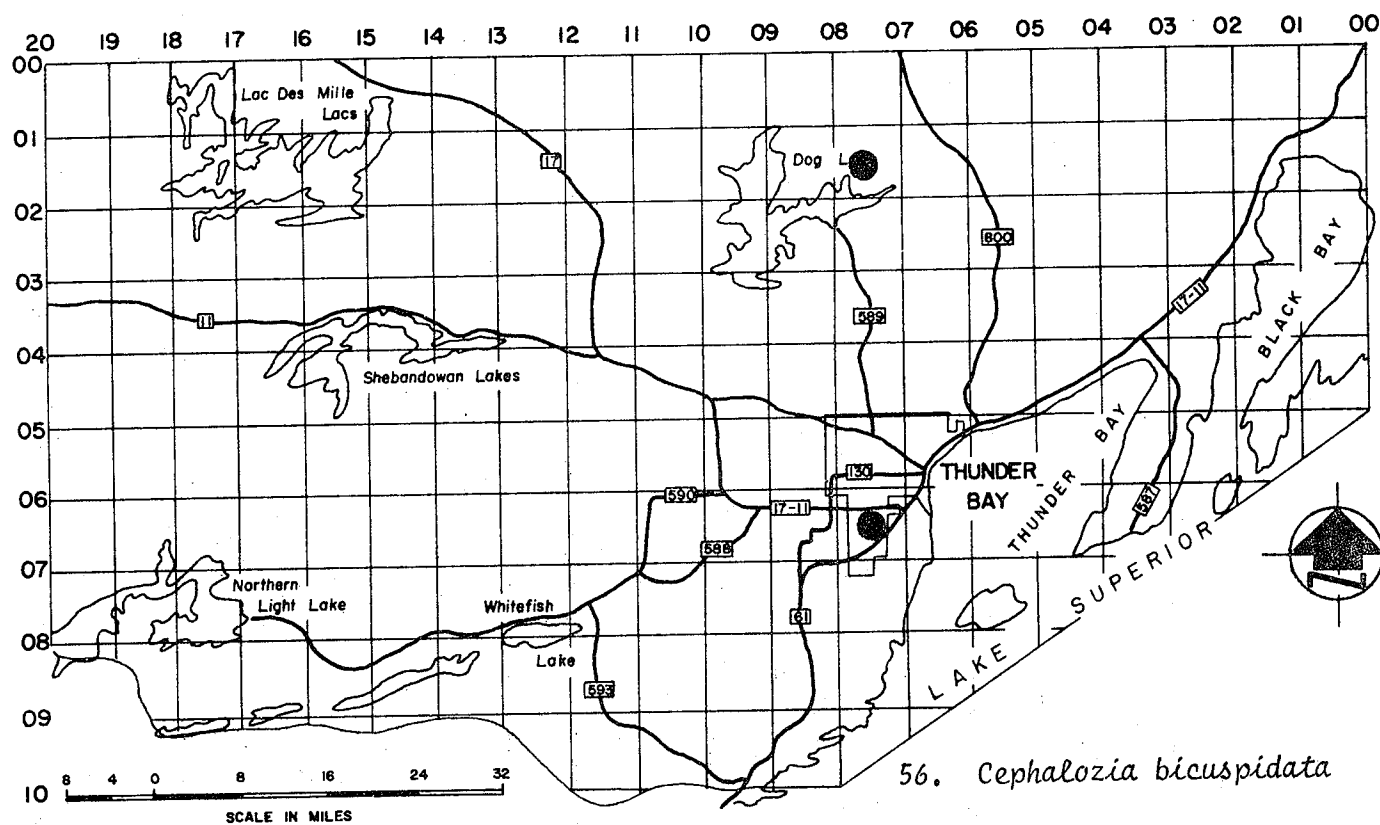 20 19 18 17 16 15 14 13 12 11 10 09 08 07 06 05 04 03 02 01 00
00
Lac Des Mille
Lacs
01
17
Dog L
02
800
BLACK BAY
03
17-11
11
589
04
Shebandowan Lakes
05
THUNDER BAY
130
THUNDER
BAY
06
590
17-11
587
588
07
Northern
Light Lake
Whitefish
Lake
61
08
LAKE SUPERIOR
N
593
09
56. Cephalozia bicuspidata
8 4 0 8 16 24 32
10
SCALE IN MILES